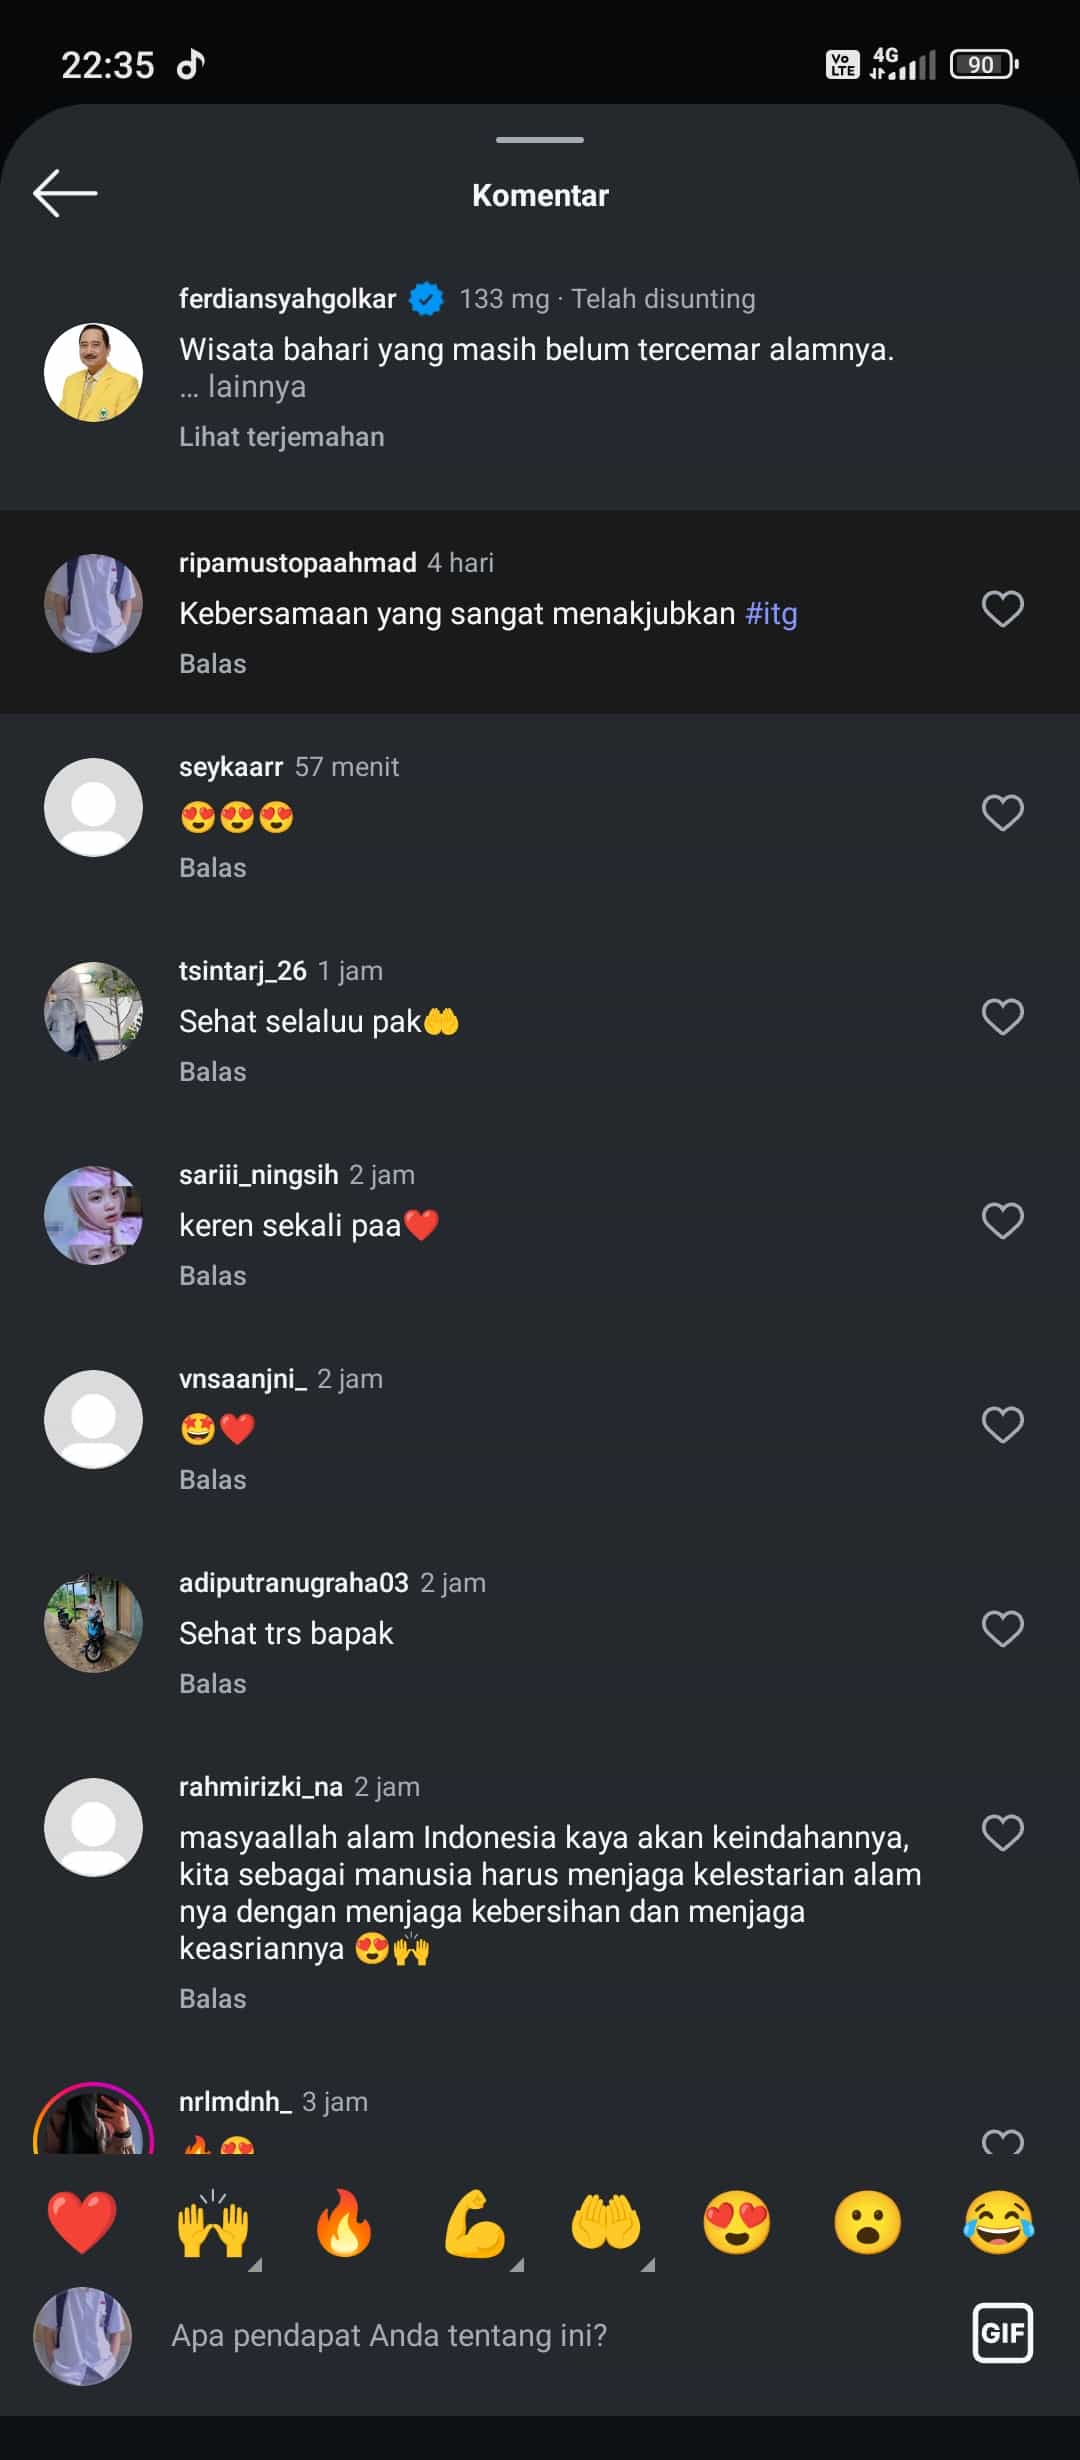 22:35
Vo
LTE
4G
90
Komentar
ferdiansyahgolkar 133 mg · Telah disunting
Wisata bahari yang masih belum tercemar alamnya.
... lainnya
Lihat terjemahan
ripamustopaahmad 4 hari
Kebersamaan yang sangat menakjubkan #itg
Balas
seykaarr 57 menit
😍😍😍
Balas
tsintarj_26 1 jam
Sehat selaluu pak🤲
Balas
sariii_ningsih 2 jam
keren sekali paa❤️
Balas
vnsaanjni_ 2 jam
🤩❤️
Balas
adiputranugraha03 2 jam
Sehat trs bapak
Balas
rahmirizki_na 2 jam
masyaallah alam Indonesia kaya akan keindahannya,
kita sebagai manusia harus menjaga kelestarian alam
nya dengan menjaga kebersihan dan menjaga
keasriannya 😍🙌
Balas
nrlmdnh_ 3 jam
🔥😍
❤️ 🙌 🔥 💪 🤲 😍 😮 😂
Apa pendapat Anda tentang ini?
GIF